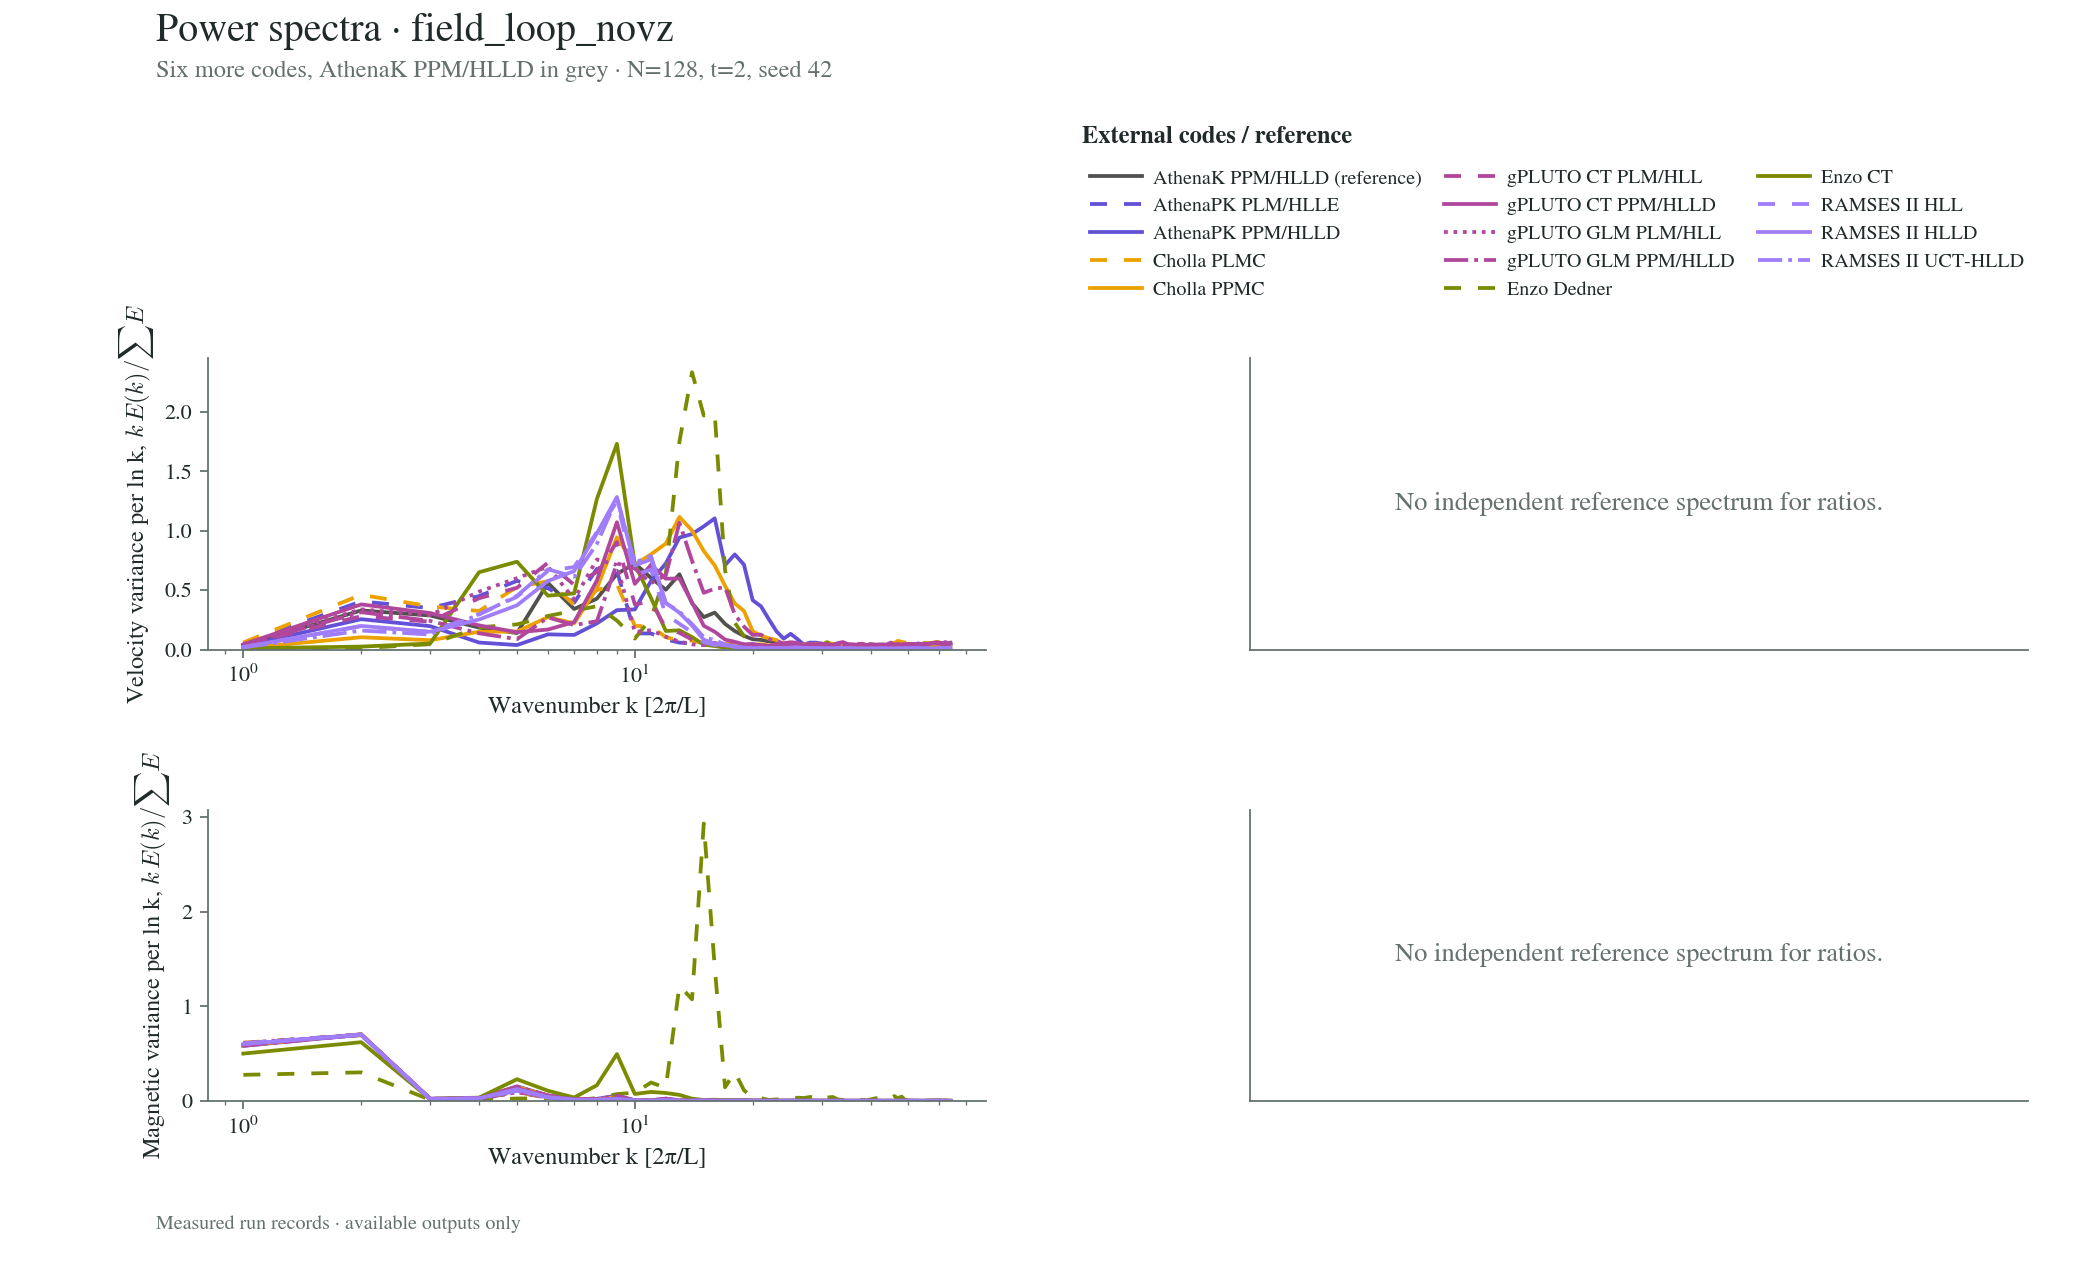 Power spectra · field_loop_novz
Six more codes, AthenaK PPM/HLLD in grey · N=128, t=2, seed 42
External codes / reference
AthenaK PPM/HLLD (reference)
AthenaPK PLM/HLLE
AthenaPK PPM/HLLD
Cholla PLMC
Cholla PPMC
gPLUTO CT PLM/HLL
gPLUTO CT PPM/HLLD
gPLUTO GLM PLM/HLL
gPLUTO GLM PPM/HLLD
Enzo Dedner
Enzo CT
RAMSES II HLL
RAMSES II HLLD
RAMSES II UCT-HLLD
Velocity variance per ln k, k E(k)/∑E
2.0
1.5
1.0
0.5
0.0
10⁰
10¹
Wavenumber k [2π/L]
No independent reference spectrum for ratios.
Magnetic variance per ln k, k E(k)/∑E
3
2
1
0
10⁰
10¹
Wavenumber k [2π/L]
No independent reference spectrum for ratios.
Measured run records · available outputs only